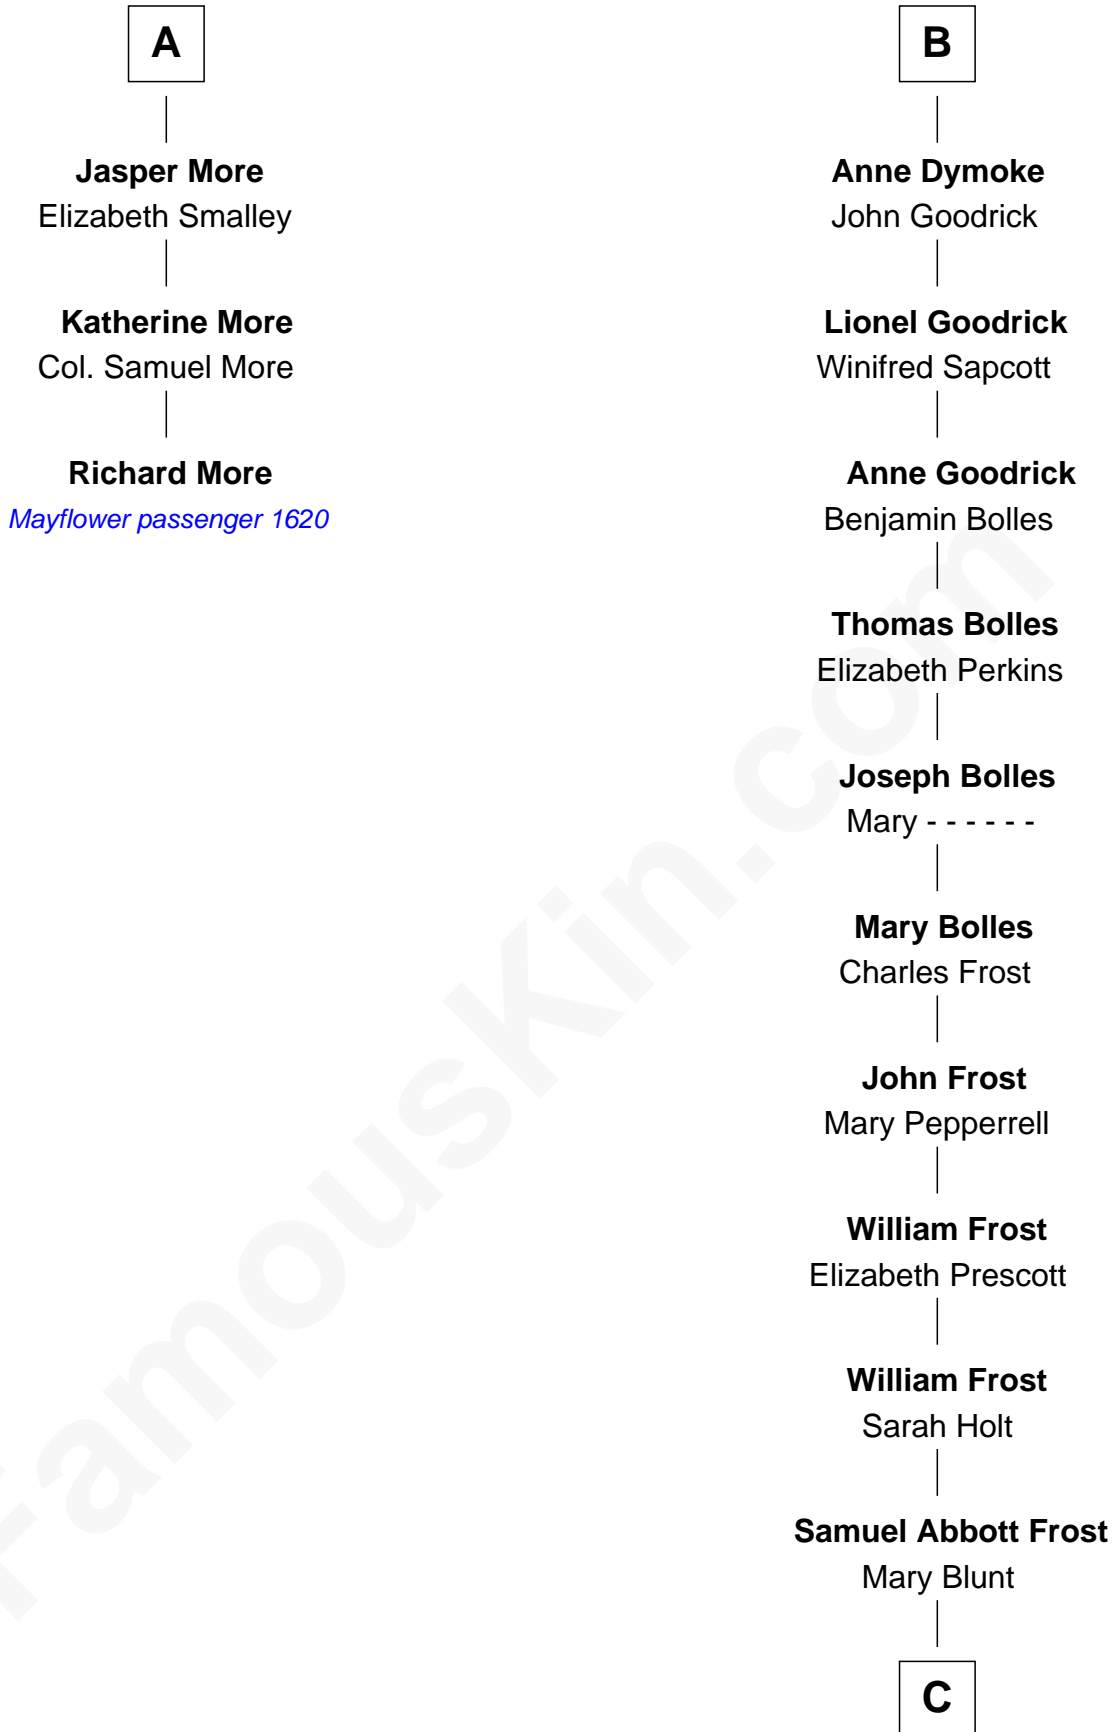 A
Jasper More
Elizabeth Smalley
Katherine More
Col. Samuel More
Richard More
Mayflower passenger 1620
B
Anne Dymoke
John Goodrick
Lionel Goodrick
Winifred Sapcott
Anne Goodrick
Benjamin Bolles
Thomas Bolles
Elizabeth Perkins
Joseph Bolles
Mary - - - - - -
Mary Bolles
Charles Frost
John Frost
Mary Pepperrell
William Frost
Elizabeth Prescott
William Frost
Sarah Holt
Samuel Abbott Frost
Mary Blunt
C
FamousKin.com